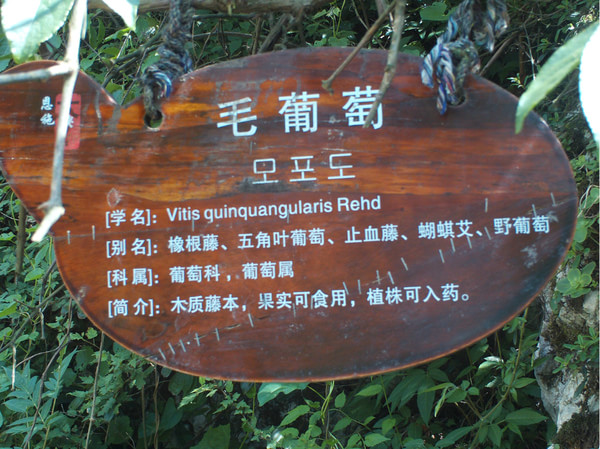 恩施
毛葡萄
모포도
[学名]: Vitis quinquangularis Rehd
[别名]: 橡根藤、五角叶葡萄、止血藤、蝴蜞艾、野葡萄
[科属]: 葡萄科，葡萄属
[简介]: 木质藤本，果实可食用，植株可入药。